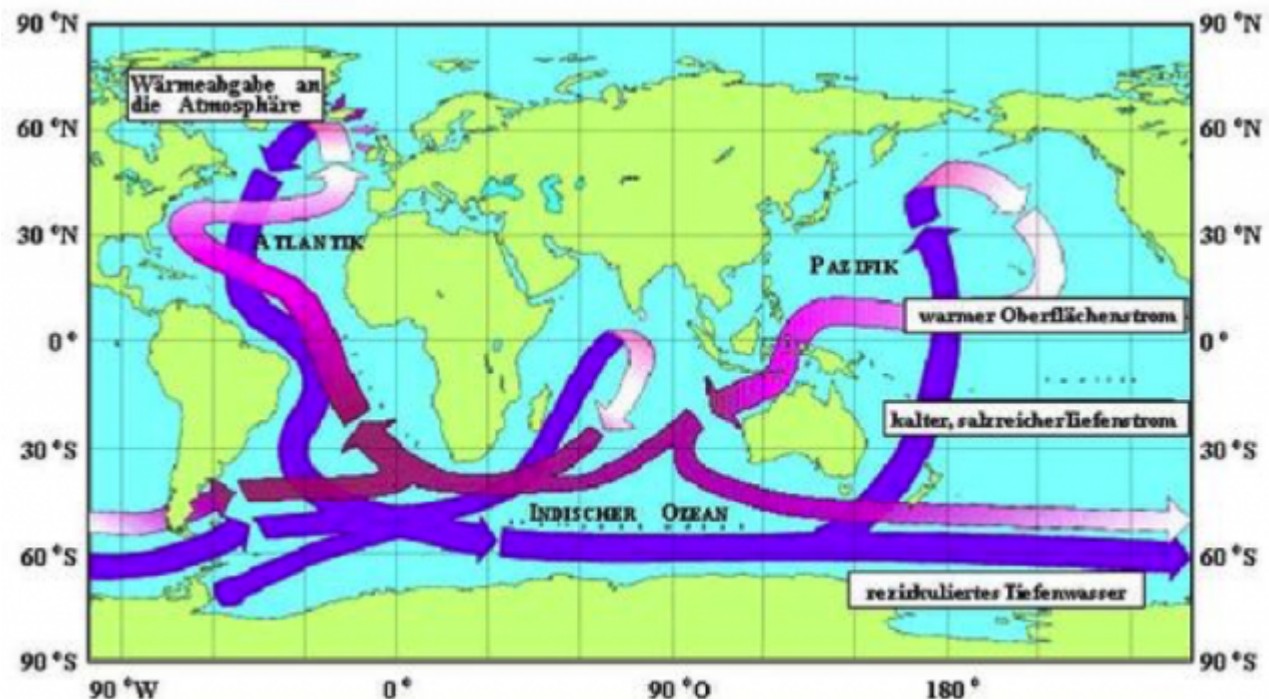 90 °N
90 °N
Wärmeabgabe an
die Atmosphäre
60 °N
60 °N
30 °N
30 °N
ATLANTIK
PAZIFIK
warmer Oberflächenstrom
0 °
0 °
kalter, salzreicher Tiefenstrom
30 °S
30 °S
INDISCHER OZEAN
60 °S
60 °S
rezirkuliertes Tiefenwasser
90 °S
90 °S
90 °W
0 °
90 °O
180 °